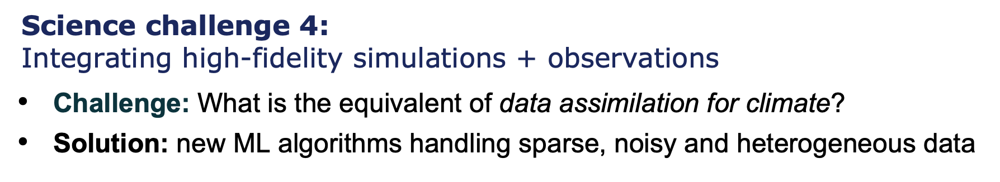 Science challenge 4:
Integrating high-fidelity simulations + observations
• Challenge: What is the equivalent of data assimilation for climate?
• Solution: new ML algorithms handling sparse, noisy and heterogeneous data